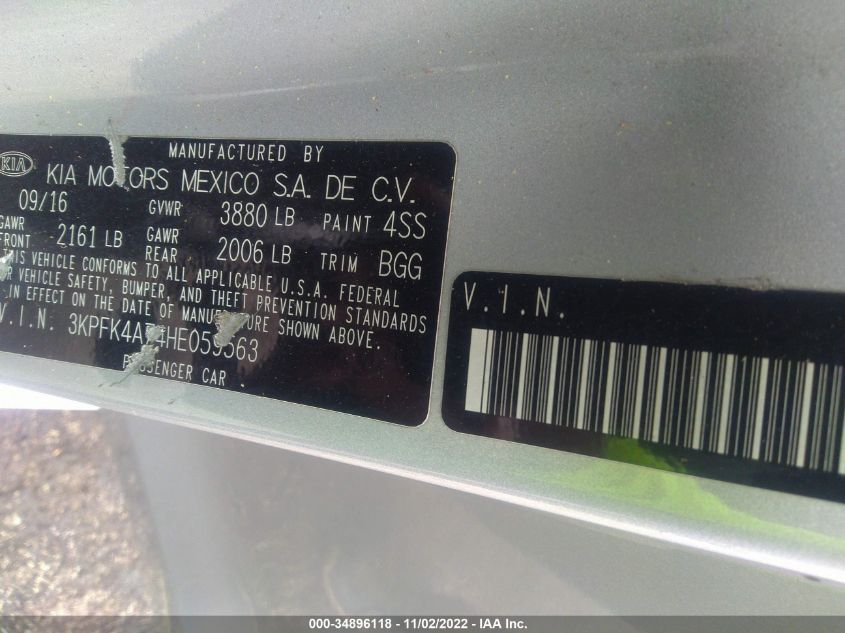 KIA
MANUFACTURED BY
KIA MOTORS MEXICO S.A. DE C.V.
09/16 GVWR 3880 LB PAINT 4SS
GAWR FRONT 2161 LB GAWR REAR 2006 LB TRIM BGG
THIS VEHICLE CONFORMS TO ALL APPLICABLE U.S.A. FEDERAL
VEHICLE SAFETY, BUMPER, AND THEFT PREVENTION STANDARDS
IN EFFECT ON THE DATE OF MANUFACTURE SHOWN ABOVE.
V.I.N.
PASSENGER CAR
V.I.N.
000-34896118 - 11/02/2022 - IAA Inc.